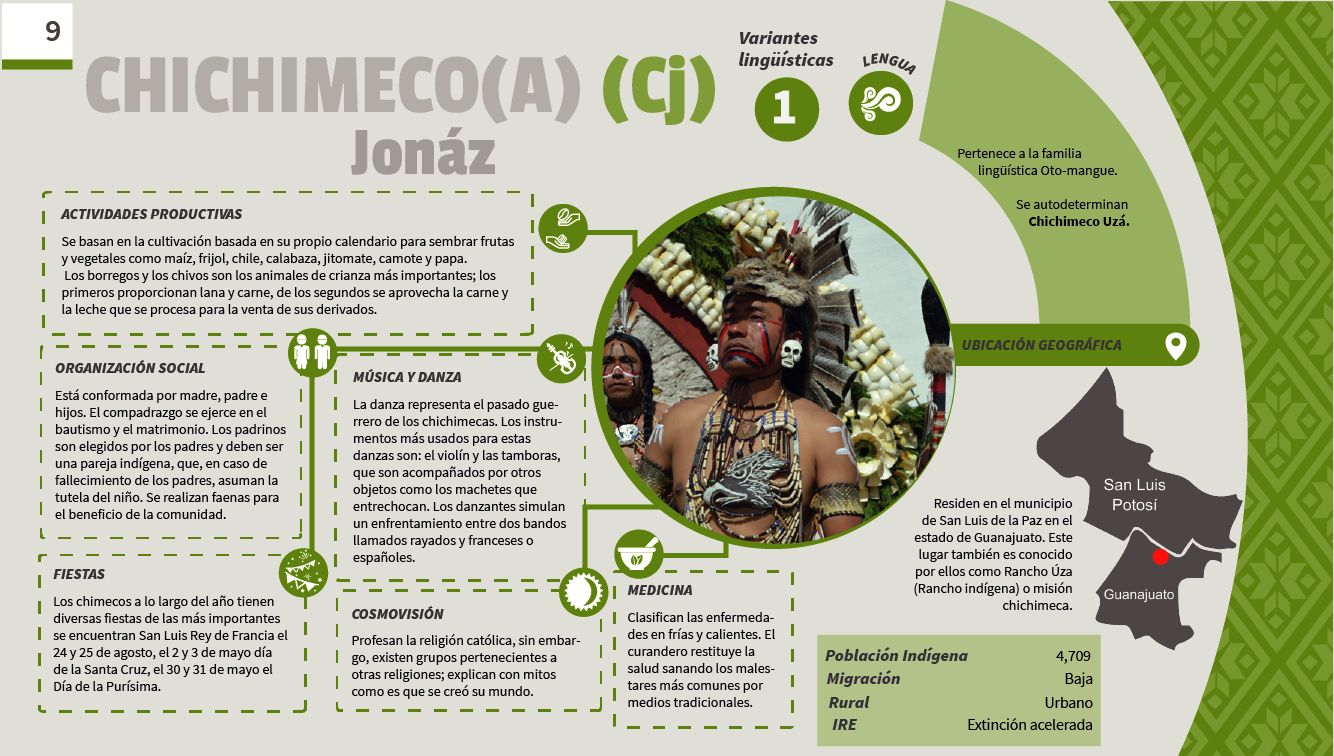 9
CHICHIMECO(A) (Cj)
Jonáz
Variantes
lingüísticas
1
LENGUA
Pertenece a la familia
lingüística Oto-mangue.
Se autodeterminan
Chichimeco Uzá.
ACTIVIDADES PRODUCTIVAS
Se basan en la cultivación basada en su propio calendario para sembrar frutas
y vegetales como maíz, frijol, chile, calabaza, jitomate, camote y papa.
Los borregos y los chivos son los animales de crianza más importantes; los
primeros proporcionan lana y carne, de los segundos se aprovecha la carne y
la leche que se procesa para la venta de sus derivados.
ORGANIZACIÓN SOCIAL
Está conformada por madre, padre e
hijos. El compadrazgo se ejerce en el
bautismo y el matrimonio. Los padrinos
son elegidos por los padres y deben ser
una pareja indígena, que, en caso de
fallecimiento de los padres, asuman la
tutela del niño. Se realizan faenas para
el beneficio de la comunidad.
MÚSICA Y DANZA
La danza representa el pasado gue-
rrero de los chichimecas. Los instru-
mentos más usados para estas
danzas son: el violín y las tamboras,
que son acompañados por otros
objetos como los machetes que
entrechocan. Los danzantes simulan
un enfrentamiento entre dos bandos
llamados rayados y franceses o
españoles.
FIESTAS
Los chimecos a lo largo del año tienen
diversas fiestas de las más importantes
se encuentran San Luis Rey de Francia el
24 y 25 de agosto, el 2 y 3 de mayo día
de la Santa Cruz, el 30 y 31 de mayo el
Día de la Purísima.
COSMOVISIÓN
Profesan la religión católica, sin embar-
go, existen grupos pertenecientes a
otras religiones; explican con mitos
como es que se creó su mundo.
MEDICINA
Clasifican las enfermeda-
des en frías y calientes. El
curandero restituye la
salud sanando los males-
tares más comunes por
medios tradicionales.
UBICACIÓN GEOGRÁFICA
San Luis
Potosí
Guanajuato
Residen en el municipio
de San Luis de la Paz en el
estado de Guanajuato. Este
lugar también es conocido
por ellos como Rancho Úza
(Rancho indígena) o misión
chichimeca.
Población Indígena 4,709
Migración Baja
Rural Urbano
IRE Extinción acelerada